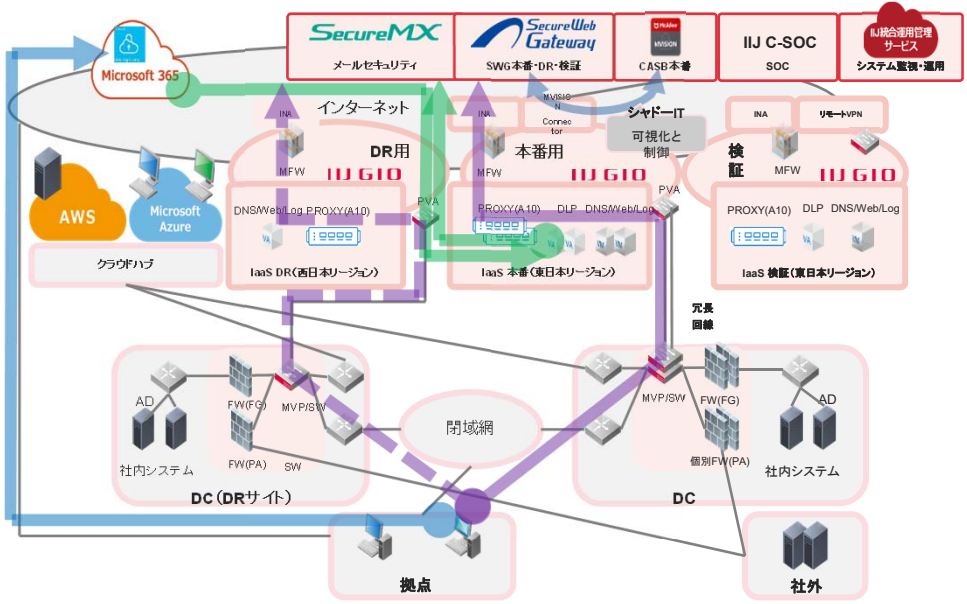 SecureMX
メールセキュリティ
SecureWeb
Gateway
SWG本番・DR・検証
McAfee
MVISION
CASB本番
IIJ C-SOC
SOC
IIJ統合運用管理
サービス
システム監視・運用
Microsoft 365
インターネット
INA
INA
MVISIO
N
Connec
tor
シャドーIT
可視化と
制御
INA
リモートVPN
DR用
MFW
IIJ GIO
本番用
MFW
IIJ GIO
検
証
MFW
IIJ GIO
AWS
Microsoft
Azure
クラウドハブ
DNS/Web/Log
PROXY(A10)
VA
IaaS DR(西日本リージョン)
PVA
PROXY(A10)
DLP
DNS/Web/Log
VA
VA
IaaS 本番(東日本リージョン)
PVA
PROXY(A10)
DLP
DNS/Web/Log
VA
IaaS 検証(東日本リージョン)
冗長
回線
AD
社内システム
FW(FG)
FW(PA)
MVP/SW
SW
DC(DRサイト)
閉域網
MVP/SW
FW(FG)
個別FW(PA)
AD
社内システム
DC
拠点
社外